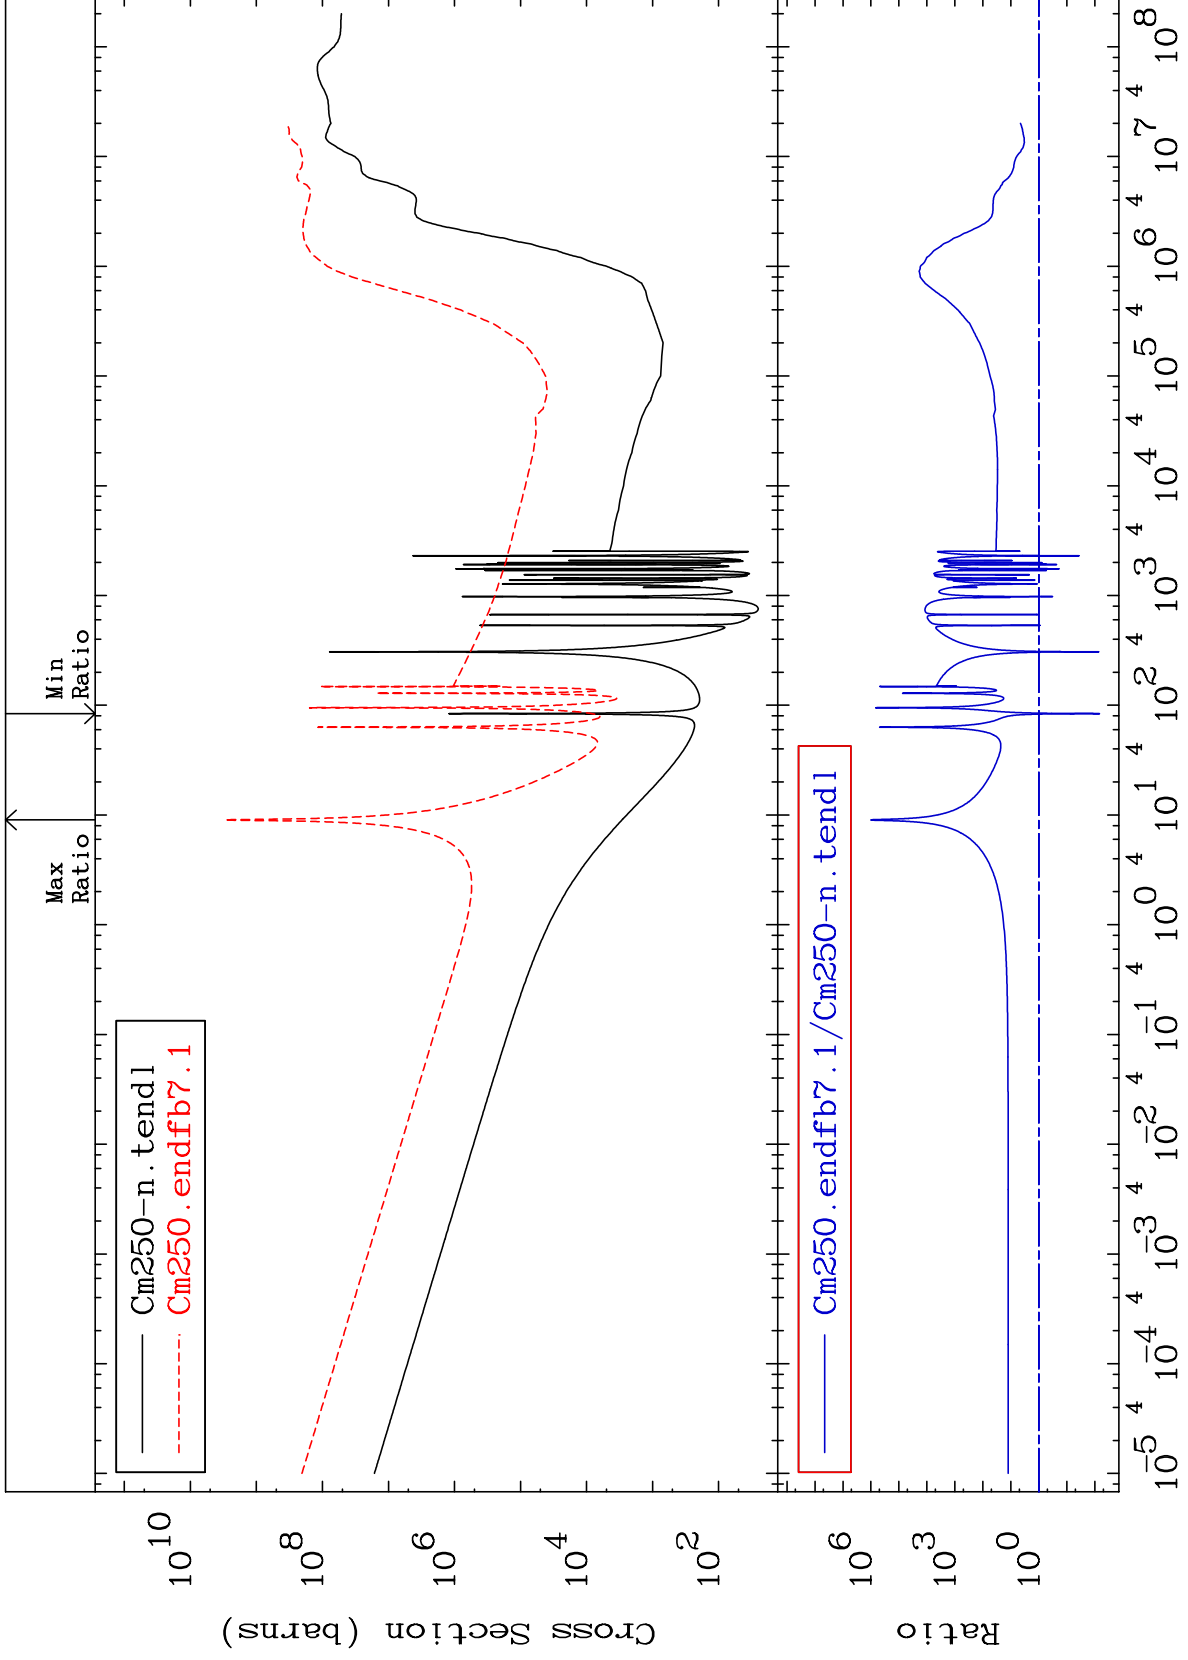 Max
Ratio
Min
Ratio
Cm250-n.tendl
Cm250.endfb7.1
10^10
10^8
10^6
10^4
10^2
Cross Section (barns)
Cm250.endfb7.1/Cm250-n.tendl
10^6
10^3
10^0
Ratio
10^-5 4 10^-4 4 10^-3 4 10^-2 4 10^-1 4 10^0 4 10^1 4 10^2 4 10^3 4 10^4 4 10^5 4 10^6 4 10^7 4 10^8